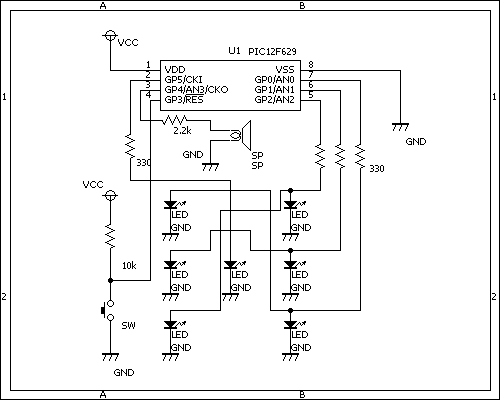 A B
U1 PIC12F629
VCC
1 VDD VSS 8
2 GP5/CKI GP0/AN0 7
3 GP4/AN3/CKO GP1/AN1 6
4 GP3/RES GP2/AN2 5
1 1
2.2k
GND
GND SP
SP
330 330
VCC
LED LED
GND GND
10k LED LED LED
GND GND GND
2 2
SW LED LED
GND GND
GND
A B